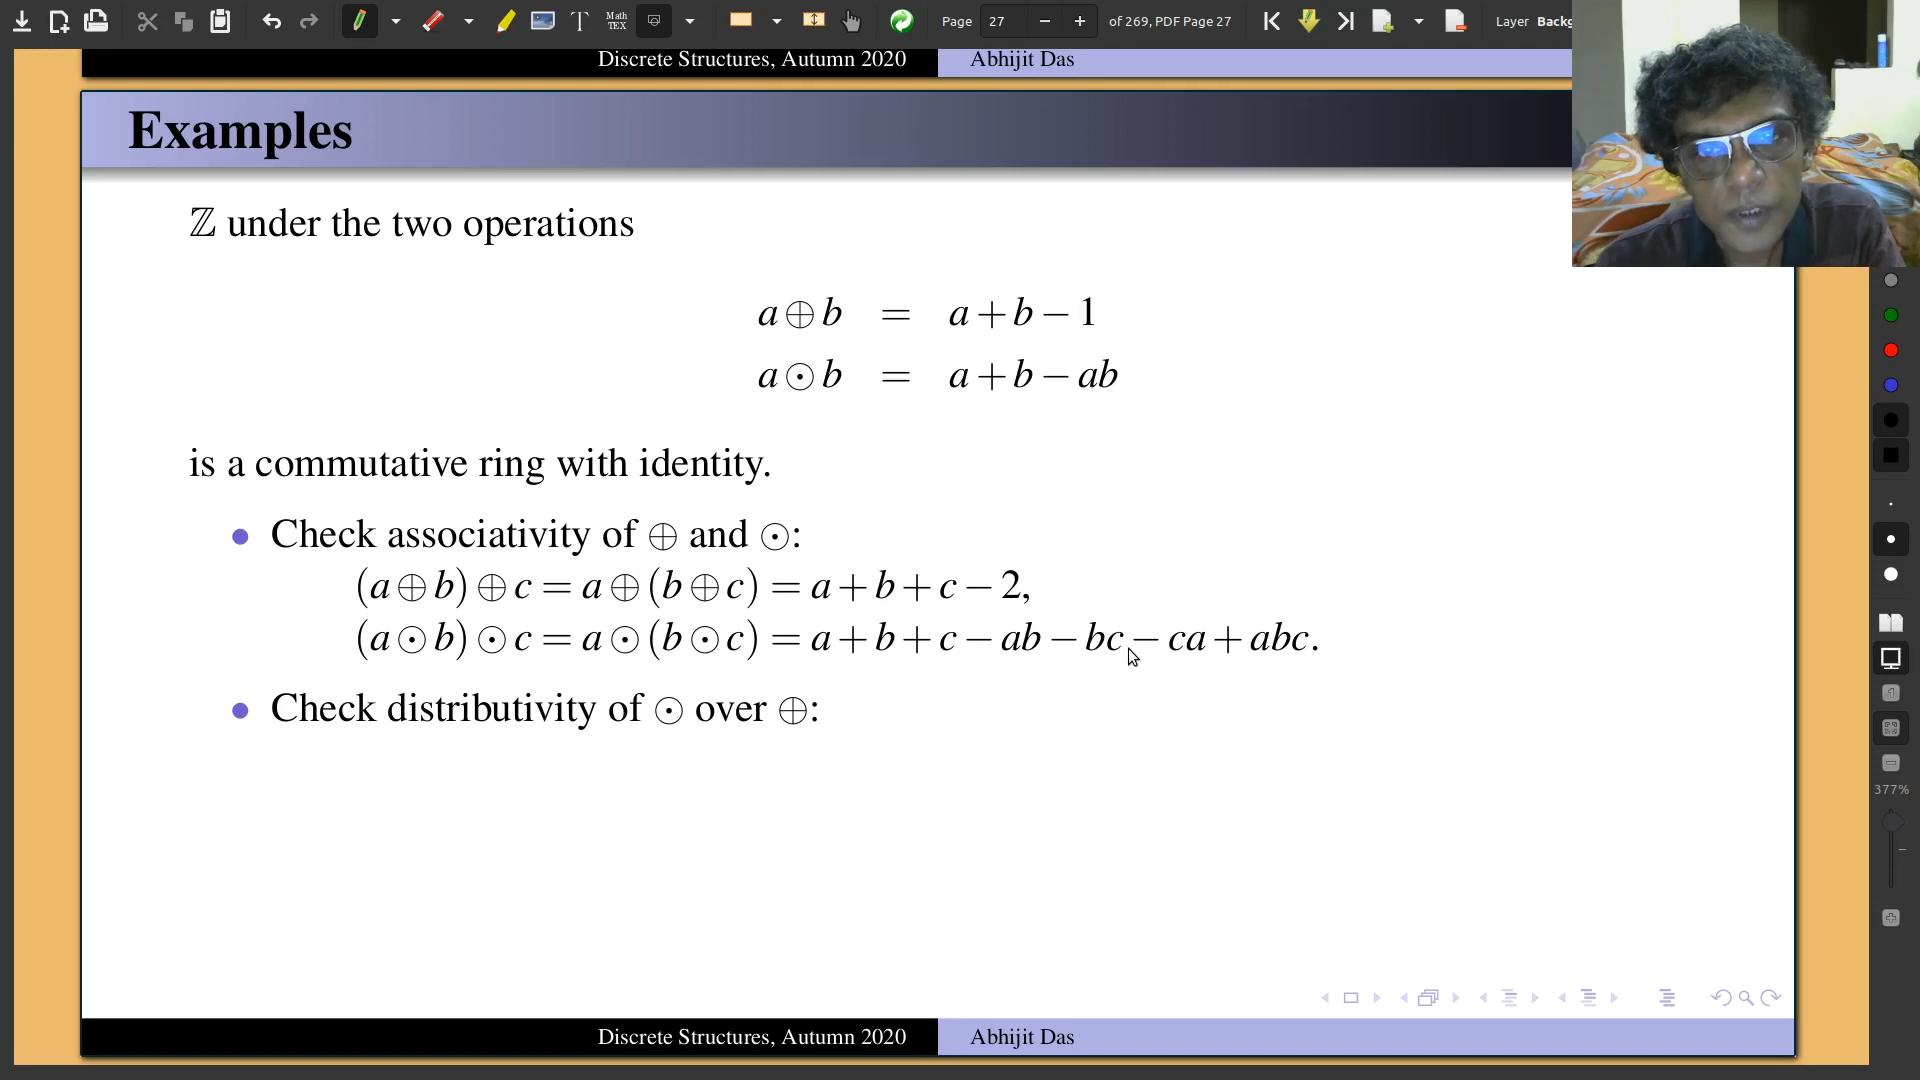 Page 27 of 269, PDF Page 27 Layer Backg
Math
TEX
Discrete Structures, Autumn 2020 Abhijit Das
Examples
ℤ under the two operations
a ⊕ b = a + b − 1
a ⊙ b = a + b − ab
is a commutative ring with identity.
• Check associativity of ⊕ and ⊙:
(a ⊕ b) ⊕ c = a ⊕ (b ⊕ c) = a + b + c − 2,
(a ⊙ b) ⊙ c = a ⊙ (b ⊙ c) = a + b + c − ab − bc − ca + abc.
• Check distributivity of ⊙ over ⊕:
377%
Discrete Structures, Autumn 2020 Abhijit Das